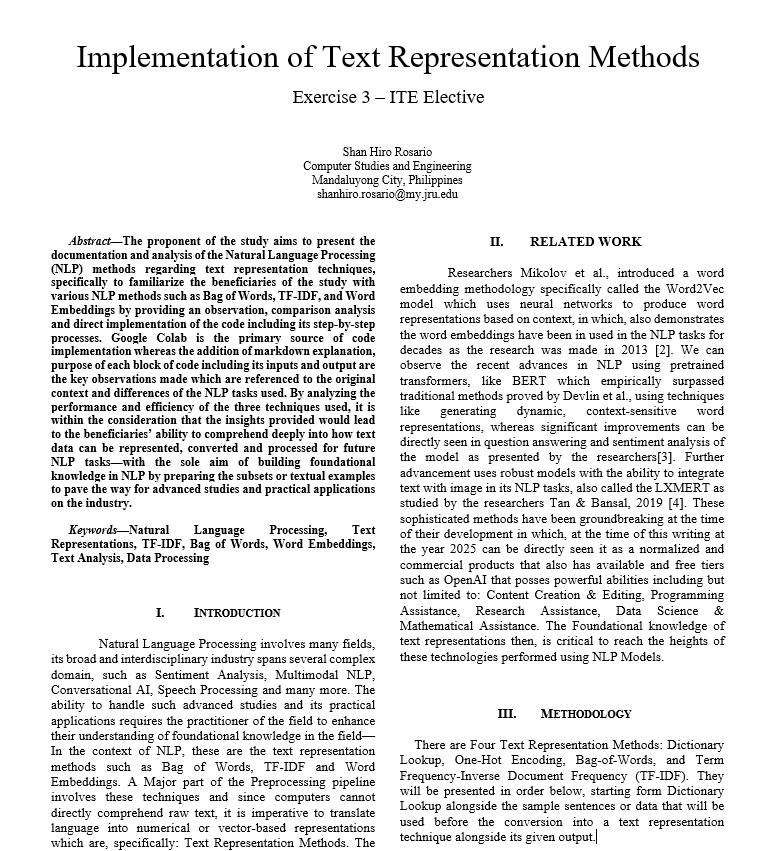 Implementation of Text Representation Methods
Exercise 3 – ITE Elective
Shan Hiro Rosario
Computer Studies and Engineering
Mandaluyong City, Philippines
shanhiro.rosario@my.jru.edu
Abstract—The proponent of the study aims to present the
documentation and analysis of the Natural Language Processing
(NLP) methods regarding text representation techniques,
specifically to familiarize the beneficiaries of the study with
various NLP methods such as Bag of Words, TF-IDF, and Word
Embeddings by providing an observation, comparison analysis
and direct implementation of the code including its step-by-step
processes. Google Colab is the primary source of code
implementation whereas the addition of markdown explanation,
purpose of each block of code including its inputs and output are
the key observations made which are referenced to the original
context and differences of the NLP tasks used. By analyzing the
performance and efficiency of the three techniques used, it is
within the consideration that the insights provided would lead
to the beneficiaries' ability to comprehend deeply into how text
data can be represented, converted and processed for future
NLP tasks—with the sole aim of building foundational
knowledge in NLP by preparing the subsets or textual examples
to pave the way for advanced studies and practical applications
on the industry.
Keywords—Natural Language Processing, Text
Representations, TF-IDF, Bag of Words, Word Embeddings,
Text Analysis, Data Processing
I. INTRODUCTION
Natural Language Processing involves many fields,
its broad and interdisciplinary industry spans several complex
domain, such as Sentiment Analysis, Multimodal NLP,
Conversational AI, Speech Processing and many more. The
ability to handle such advanced studies and its practical
applications requires the practitioner of the field to enhance
their understanding of foundational knowledge in the field—
In the context of NLP, these are the text representation
methods such as Bag of Words, TF-IDF and Word
Embeddings. A Major part of the Preprocessing pipeline
involves these techniques and since computers cannot
directly comprehend raw text, it is imperative to translate
language into numerical or vector-based representations
which are, specifically: Text Representation Methods. The
II. RELATED WORK
Researchers Mikolov et al., introduced a word
embedding methodology specifically called the Word2Vec
model which uses neural networks to produce word
representations based on context, in which, also demonstrates
the word embeddings have been in used in the NLP tasks for
decades as the research was made in 2013 [2]. We can
observe the recent advances in NLP using pretrained
transformers, like BERT which empirically surpassed
traditional methods proved by Devlin et al., using techniques
like generating dynamic, context-sensitive word
representations, whereas significant improvements can be
directly seen in question answering and sentiment analysis of
the model as presented by the researchers[3]. Further
advancement uses robust models with the ability to integrate
text with image in its NLP tasks, also called the LXMERT as
studied by the researchers Tan & Bansal, 2019 [4]. These
sophisticated methods have been groundbreaking at the time
of their development in which, at the time of this writing at
the year 2025 can be directly seen it as a normalized and
commercial products that also has available and free tiers
such as OpenAI that posses powerful abilities including but
not limited to: Content Creation & Editing, Programming
Assistance, Research Assistance, Data Science &
Mathematical Assistance. The Foundational knowledge of
text representations then, is critical to reach the heights of
these technologies performed using NLP Models.
III. METHODOLOGY
There are Four Text Representation Methods: Dictionary
Lookup, One-Hot Encoding, Bag-of-Words, and Term
Frequency-Inverse Document Frequency (TF-IDF). They
will be presented in order below, starting form Dictionary
Lookup alongside the sample sentences or data that will be
used before the conversion into a text representation
technique alongside its given output.